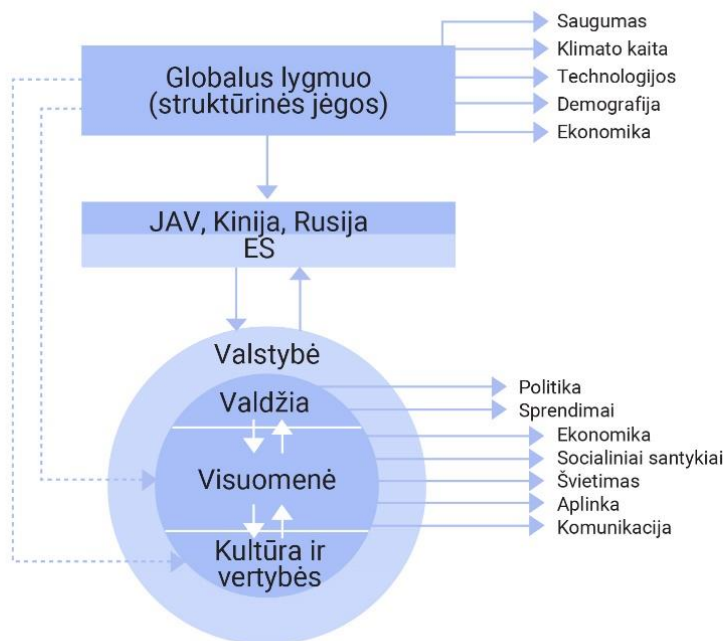 Globalus lygmuo
(struktūrinės jėgos)
Saugumas
Klimato kaita
Technologijos
Demografija
Ekonomika
JAV, Kinija, Rusija
ES
Valstybė
Valdžia
Visuomenė
Kultūra ir
vertybės
Politika
Sprendimai
Ekonomika
Socialiniai santykiai
Švietimas
Aplinka
Komunikacija